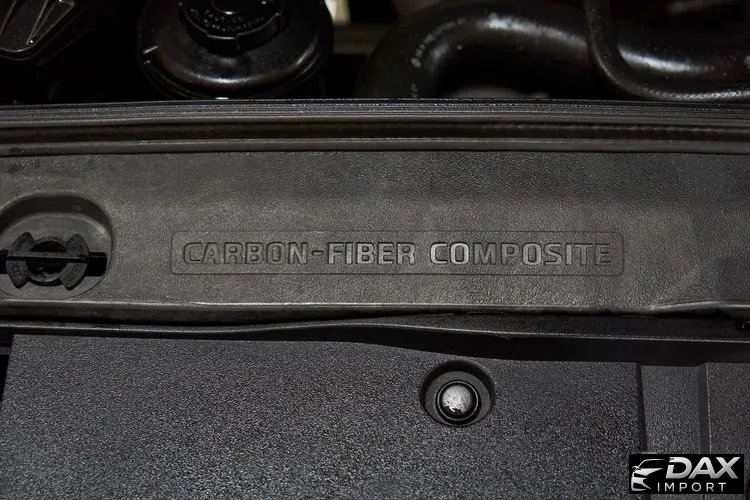 CARBON-FIBER COMPOSITE
DAX
IMPORT